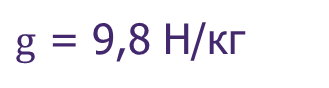 g = 9,8 Н/кг